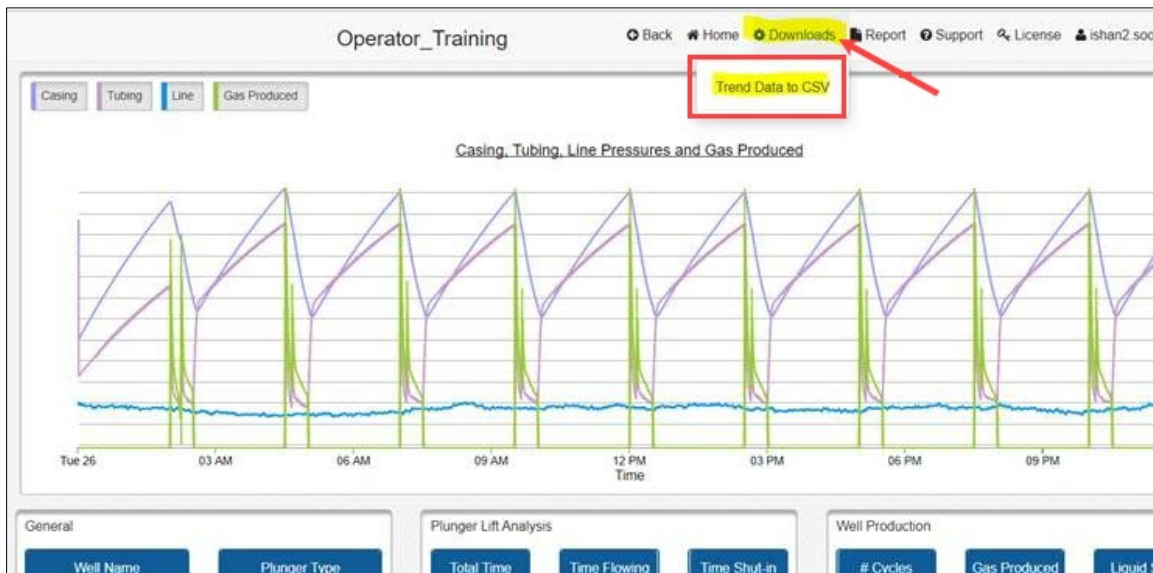 Operator_Training
Back Home Downloads Report Support License
Trend Data to CSV
Casing Tubing Line Gas Produced
Casing, Tubing, Line Pressures and Gas Produced
Tue 26 03 AM 06 AM 09 AM 12 PM 03 PM 06 PM 09 PM
Time
General Plunger Lift Analysis Well Production
Well Name Plunger Type Total Time Time Flowing Time Shut-in # Cycles Gas Produced Liquid